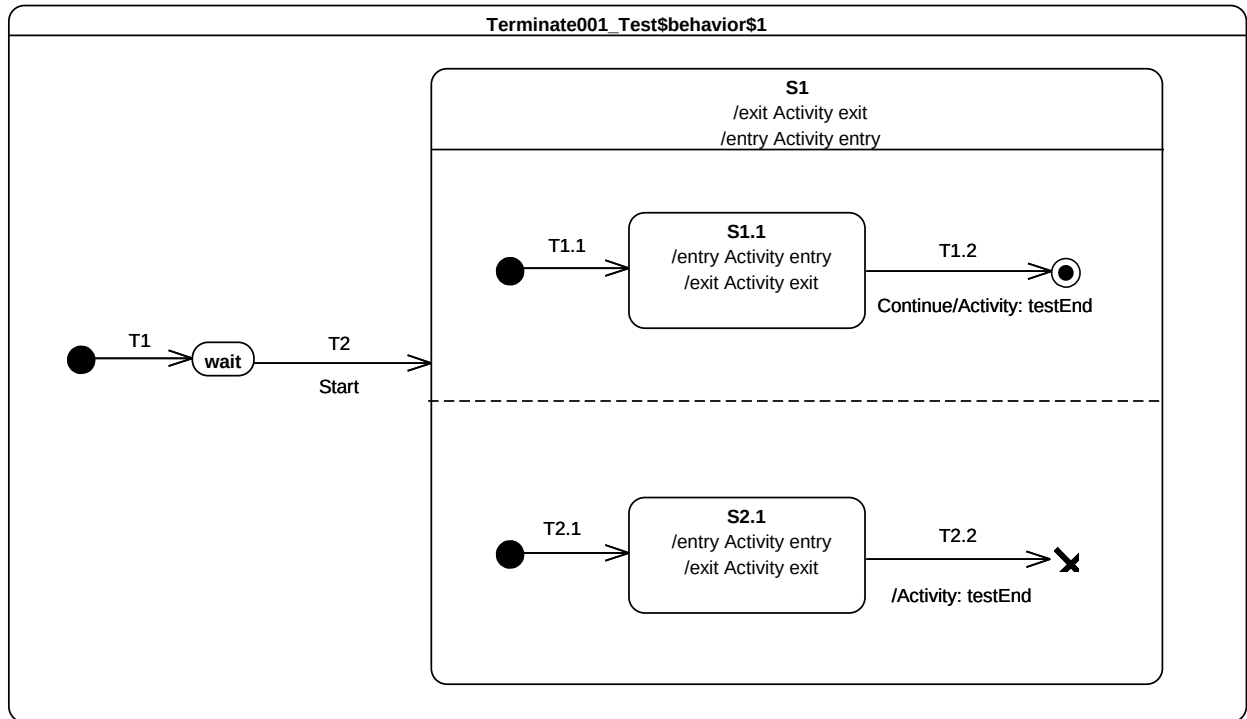 Terminate001_Test$behavior$1
S1
/exit Activity exit
/entry Activity entry
T1.1
S1.1
/entry Activity entry
/exit Activity exit
T1.2
Continue/Activity: testEnd
T1
wait
T2
Start
T2.1
S2.1
/entry Activity entry
/exit Activity exit
T2.2
/Activity: testEnd